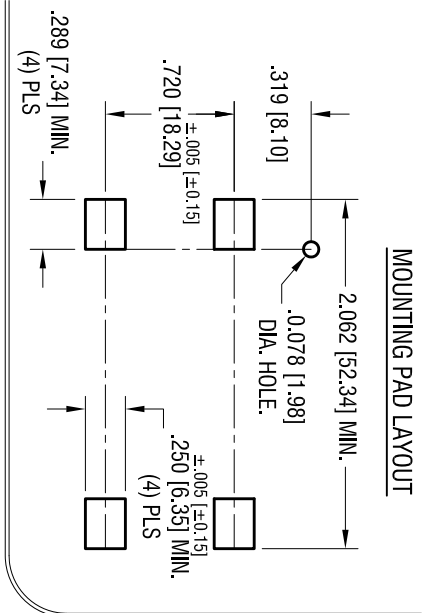 MOUNTING PAD LAYOUT
2.062 [52.34] MIN.
.319 [8.10]
.0.078 [1.98]
DIA. HOLE.
±.005 [±0.15]
.720 [18.29]
±.005 [±0.15]
.250 [6.35] MIN.
(4) PLS
.289 [7.34] MIN.
(4) PLS